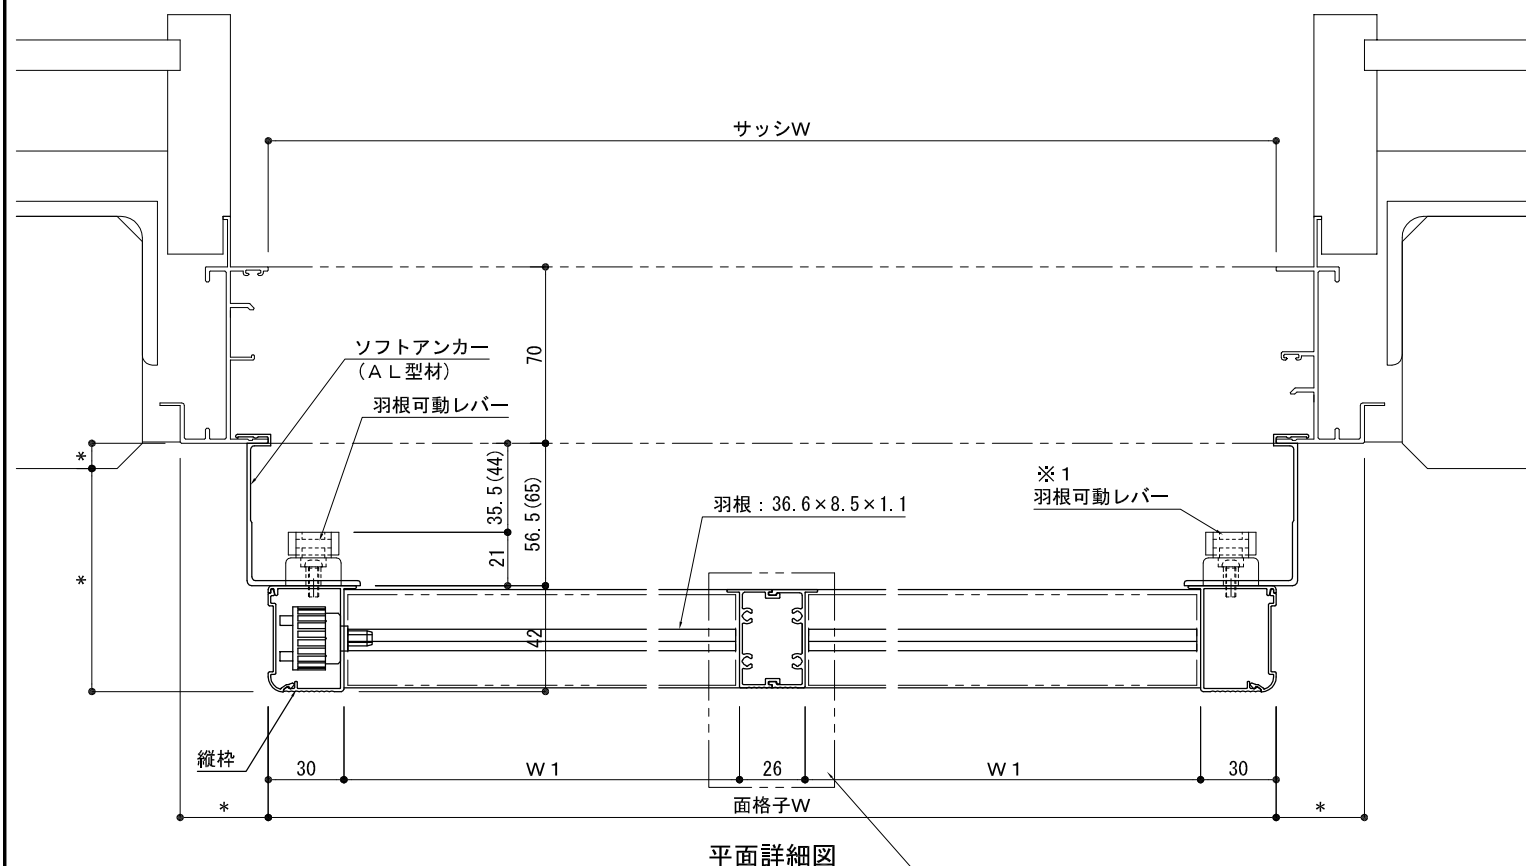 サッシW
ソフトアンカー
(AL型材)
70
羽根可動レバー
*
35.5(44)
56.5(65)
※1
羽根可動レバー
羽根：36.6×8.5×1.1
21
*
42
縦枠
30
W1
26
W1
30
*
面格子W
*
平面詳細図